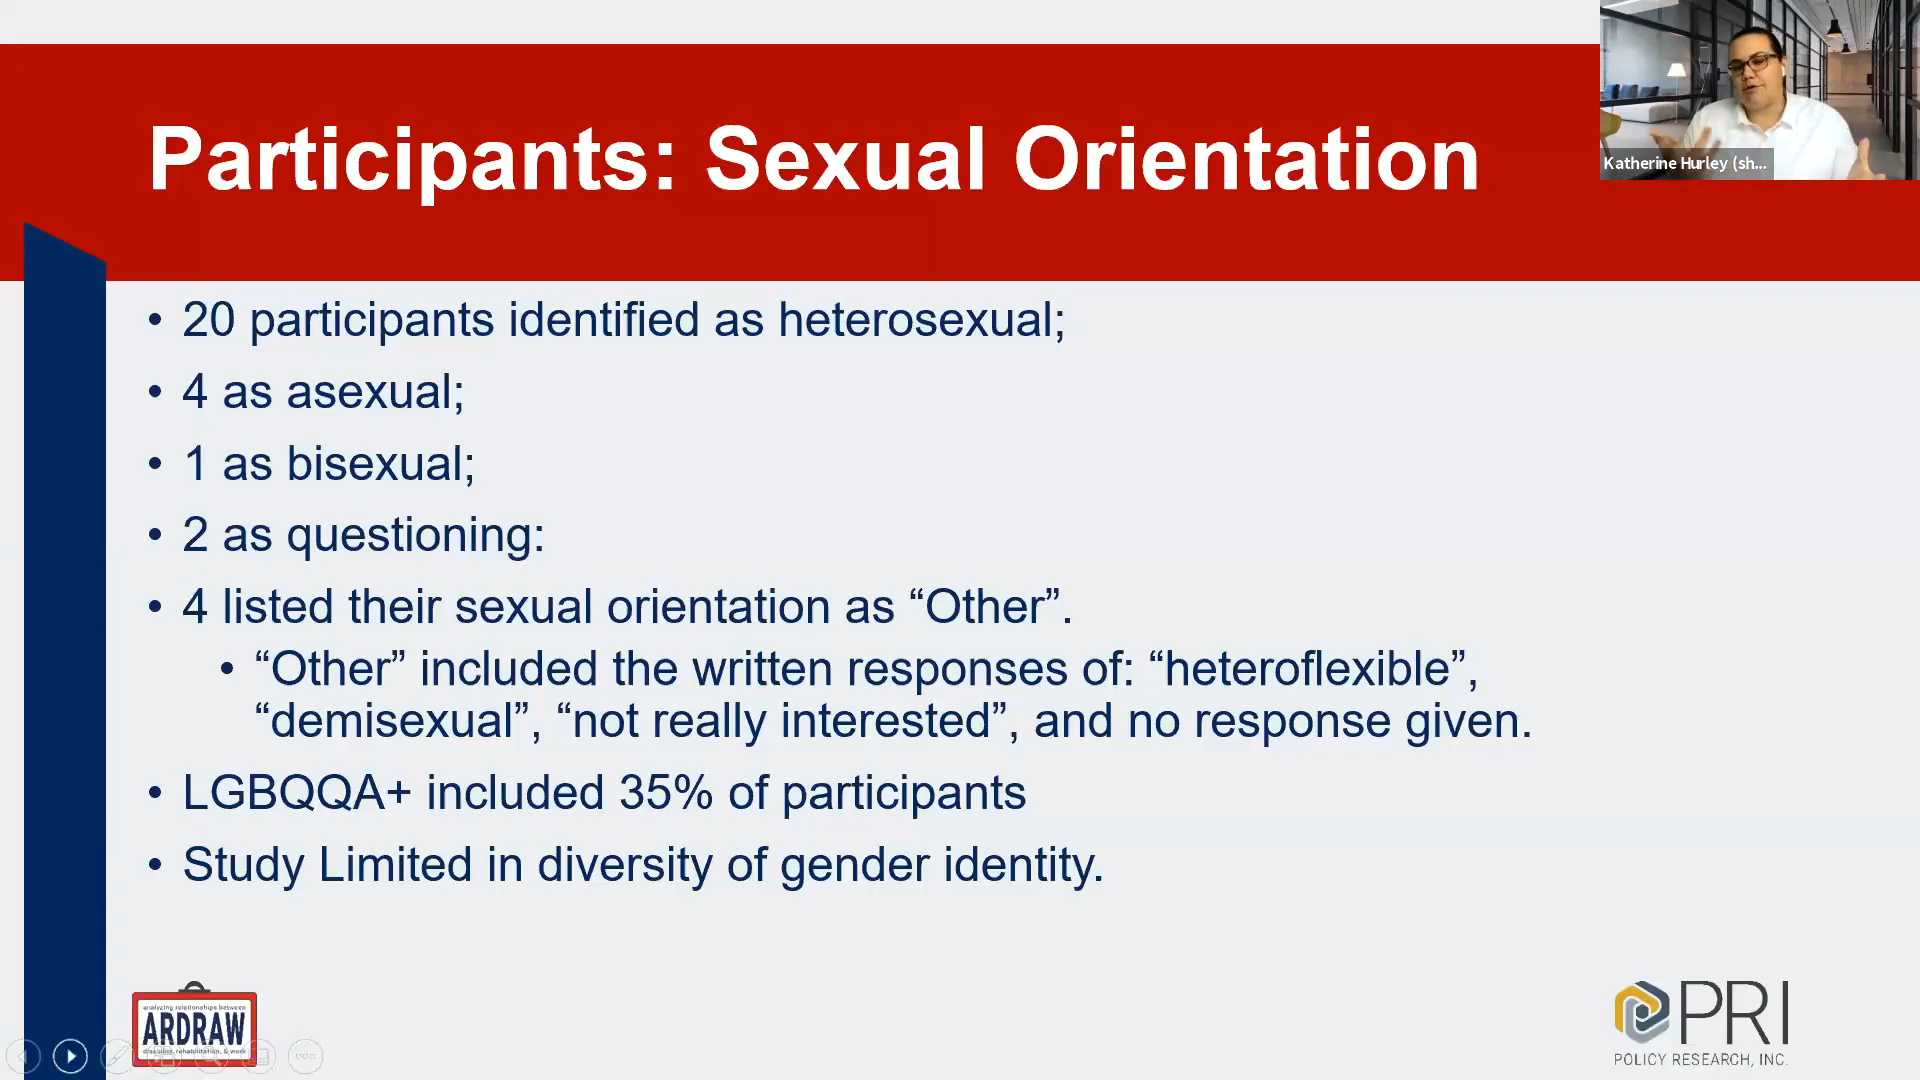 Participants: Sexual Orientation
Katherine Hurley (sh...
• 20 participants identified as heterosexual;
• 4 as asexual;
• 1 as bisexual;
• 2 as questioning:
• 4 listed their sexual orientation as “Other”.
• “Other” included the written responses of: “heteroflexible”,
“demisexual”, “not really interested”, and no response given.
• LGBQQA+ included 35% of participants
• Study Limited in diversity of gender identity.
analyzing relationships between
ARDRAW
disability, rehabilitation, & work
PRI
POLICY RESEARCH, INC.